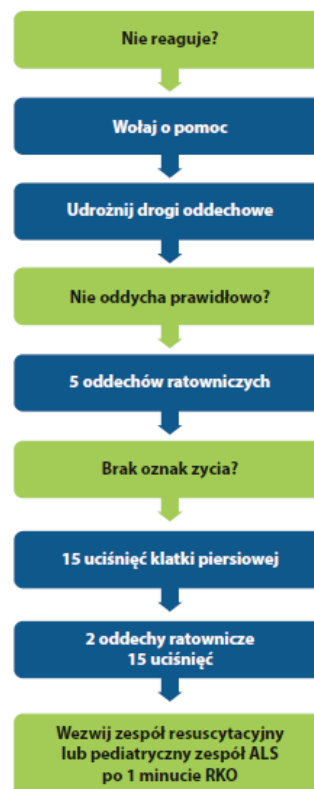 Nie reaguje?
Wołaj o pomoc
Udrożnij drogi oddechowe
Nie oddycha prawidłowo?
5 oddechów ratowniczych
Brak oznak zycia?
15 uciśnięć klatki piersiowej
2 oddechy ratownicze
15 uciśnięć
Wezwij zespół resuscytacyjny
lub pediatryczny zespół ALS
po 1 minucie RKO